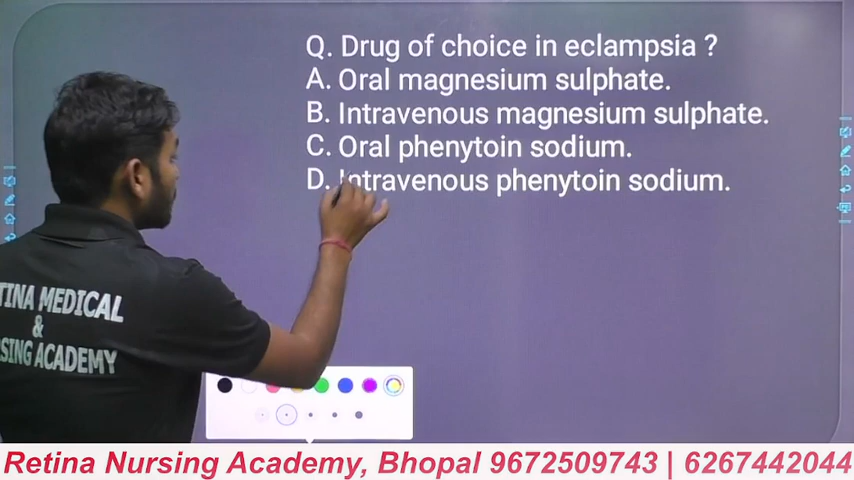 Q. Drug of choice in eclampsia ?
A. Oral magnesium sulphate.
B. Intravenous magnesium sulphate.
C. Oral phenytoin sodium.
D. Intravenous phenytoin sodium.
TINA MEDICAL
&
SING ACADEMY
Retina Nursing Academy, Bhopal 9672509743 | 6267442044